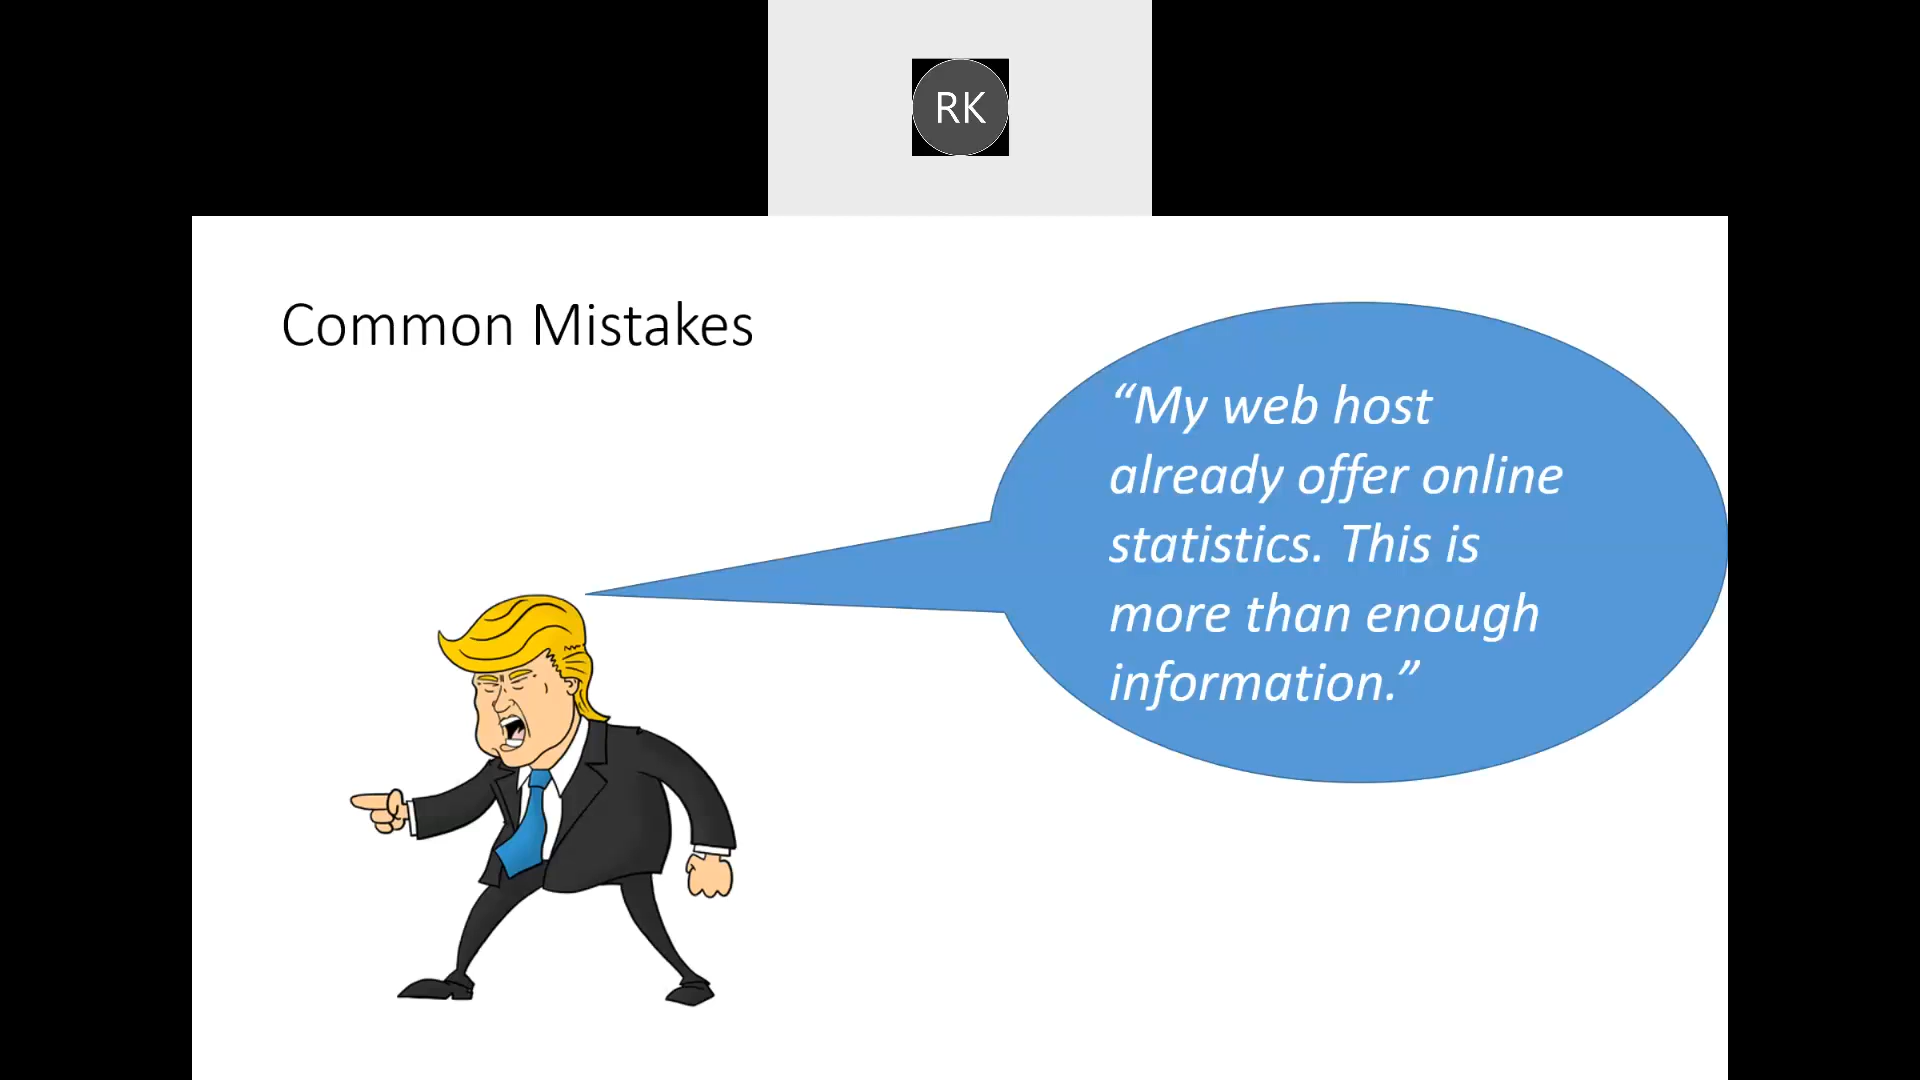 RK
Common Mistakes
“My web host
already offer online
statistics. This is
more than enough
information.”